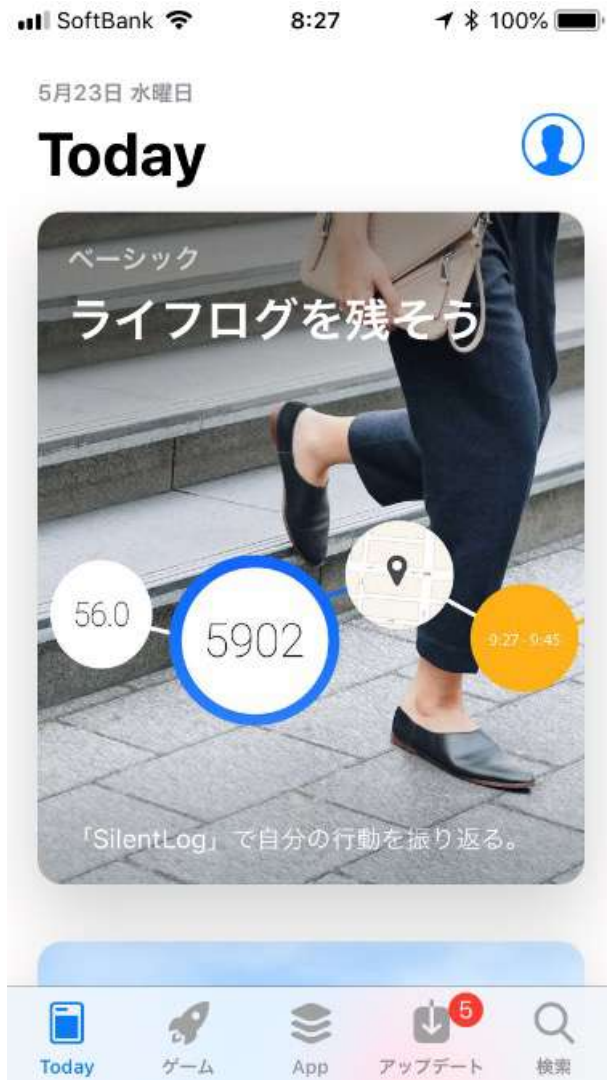 SoftBank 8:27 100%
5月23日 水曜日
Today
ベーシック
ライフログを残そう
56.0
5902
9:27 - 9:45
「SilentLog」で自分の行動を振り返る。
5
Today ゲーム App アップデート 検索